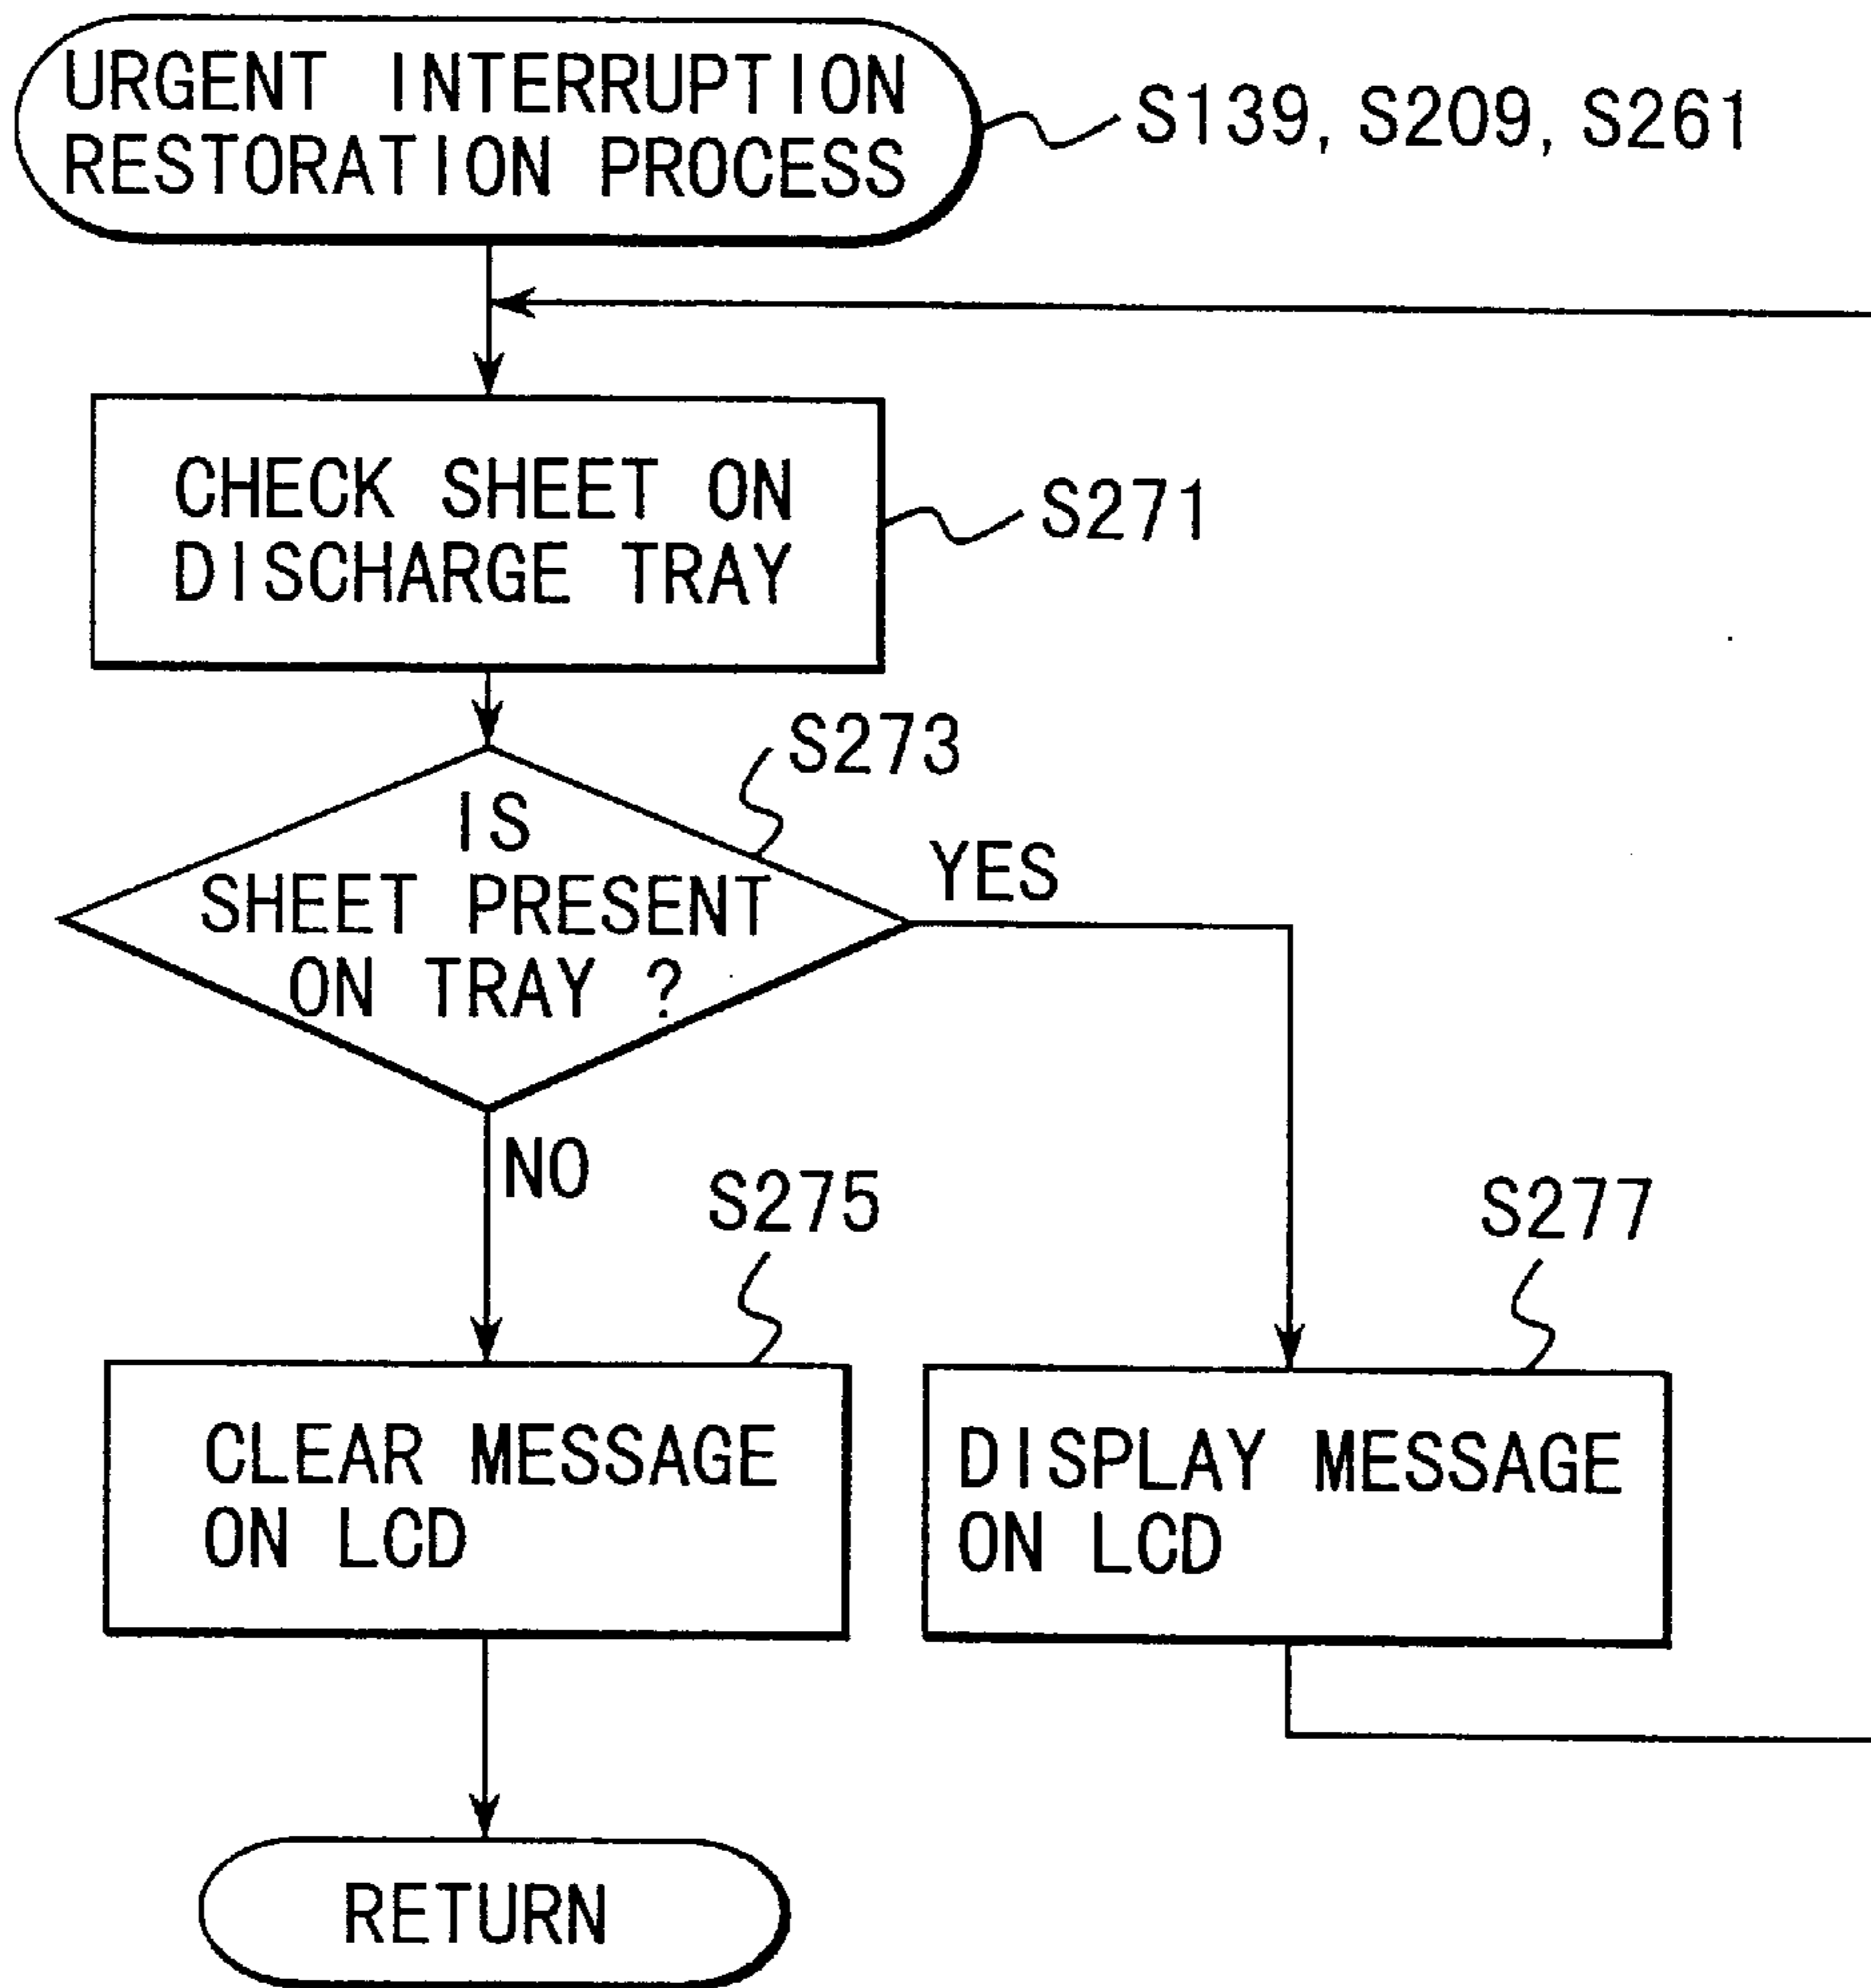 URGENT INTERRUPTION
RESTORATION PROCESS
S139, S209, S261
CHECK SHEET ON
DISCHARGE TRAY
S271
S273
IS
SHEET PRESENT
ON TRAY ?
YES
NO
S275
S277
CLEAR MESSAGE
ON LCD
DISPLAY MESSAGE
ON LCD
RETURN